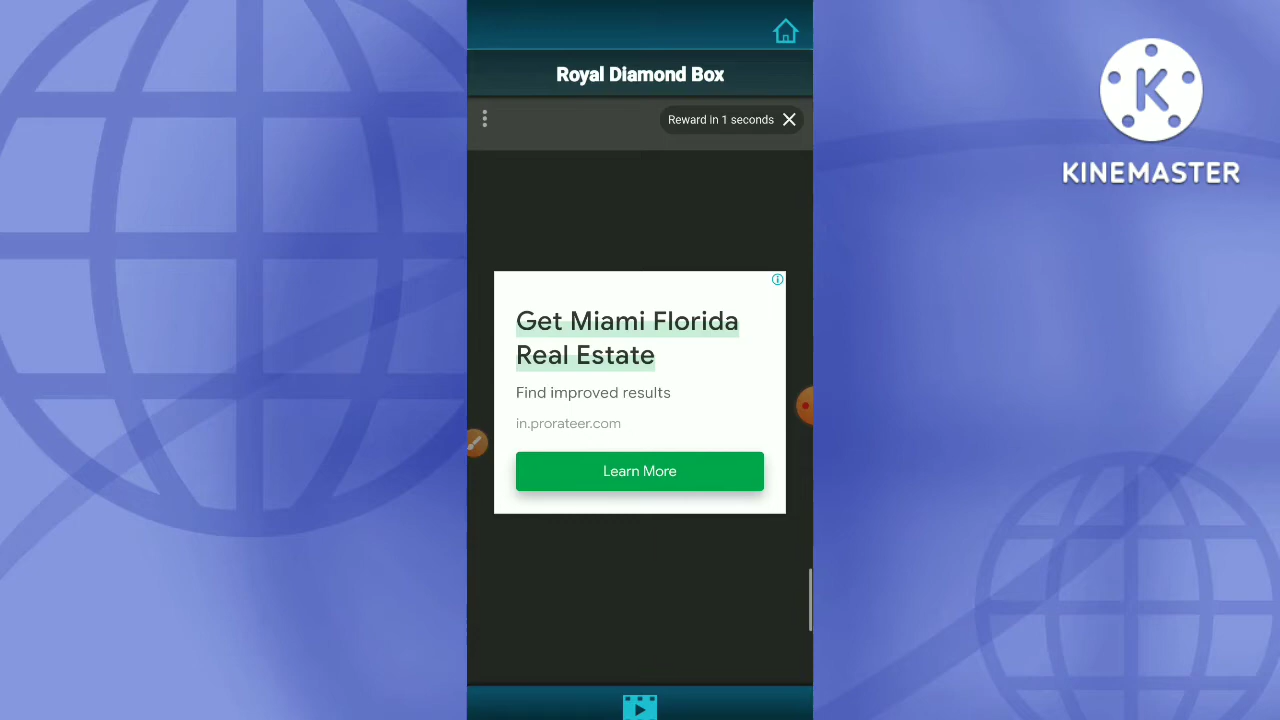 Royal Diamond Box
Reward in 1 seconds
K
KINEMASTER
Get Miami Florida
Real Estate
Find improved results
in.prorateer.com
Learn More